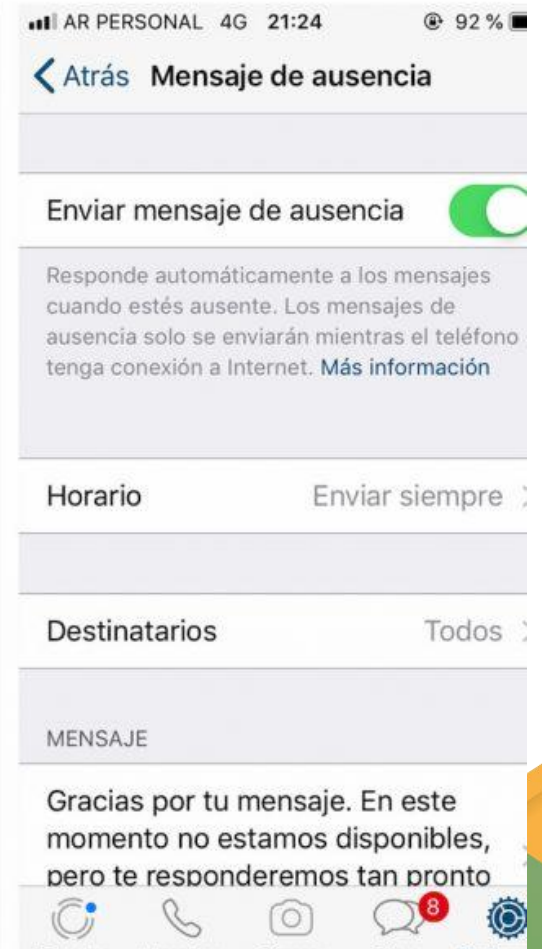 AR PERSONAL 4G 21:24 92 %
Atrás Mensaje de ausencia
Enviar mensaje de ausencia
Responde automáticamente a los mensajes
cuando estés ausente. Los mensajes de
ausencia solo se enviarán mientras el teléfono
tenga conexión a Internet. Más información
Horario Enviar siempre
Destinatarios Todos
MENSAJE
Gracias por tu mensaje. En este
momento no estamos disponibles,
pero te responderemos tan pronto
8